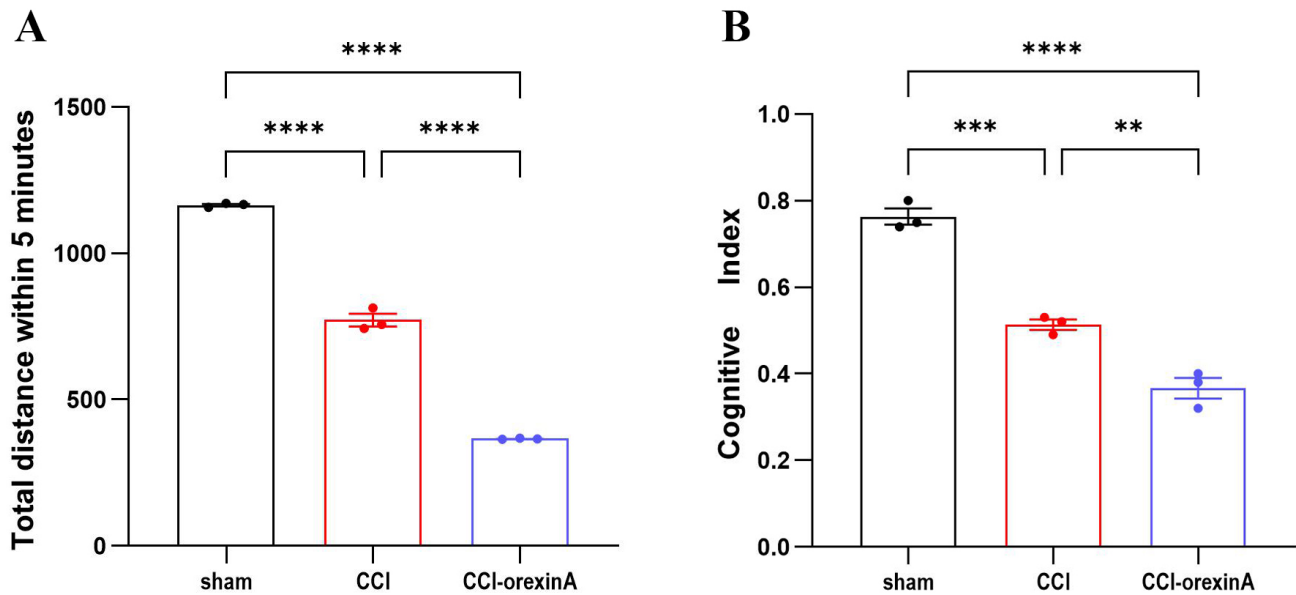 A
****
**** ****
Total distance within 5 minutes
1500
1000
500
0
sham CCI CCI-orexinA
B
****
*** **
Cognitive Index
1.0
0.8
0.6
0.4
0.2
0.0
sham CCI CCI-orexinA